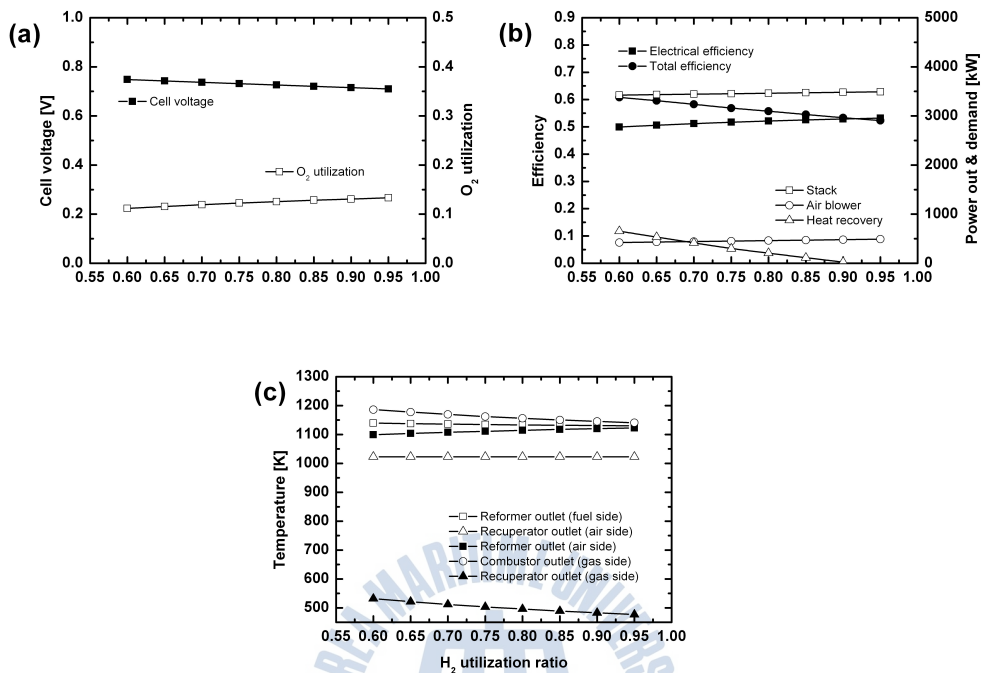 (a)
1.0
0.8
0.6
0.4
0.2
0.0
Cell voltage [V]
0.5
0.4
0.3
0.2
0.1
0.0
O2 utilization
Cell voltage
O2 utilization
0.55 0.60 0.65 0.70 0.75 0.80 0.85 0.90 0.95 1.00
(b)
0.9
0.8
0.7
0.6
0.5
0.4
0.3
0.2
0.1
0.0
Efficiency
5000
4000
3000
2000
1000
0
Power out & demand [kW]
Electrical efficiency
Total efficiency
Stack
Air blower
Heat recovery
0.55 0.60 0.65 0.70 0.75 0.80 0.85 0.90 0.95 1.00
(c)
1300
1200
1100
1000
900
800
700
600
500
Temperature [K]
Reformer outlet (fuel side)
Recuperator outlet (air side)
Reformer outlet (air side)
Combustor outlet (gas side)
Recuperator outlet (gas side)
0.55 0.60 0.65 0.70 0.75 0.80 0.85 0.90 0.95 1.00
H2 utilization ratio